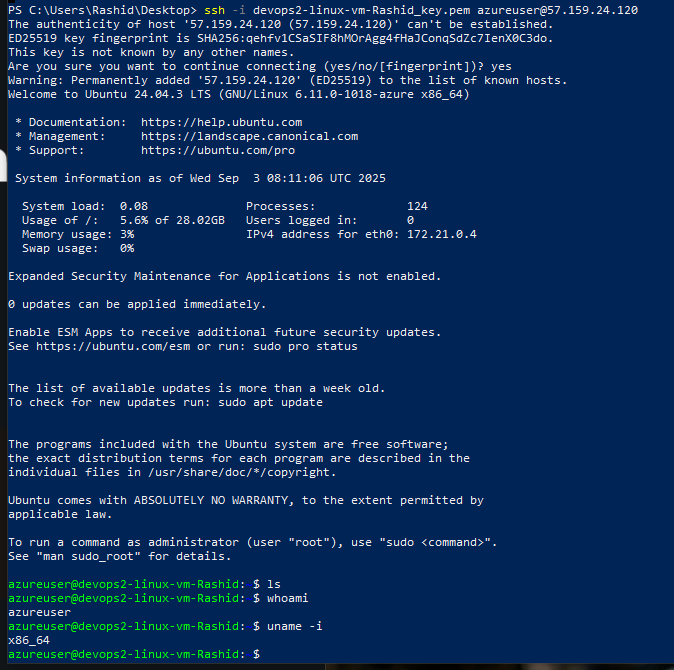 PS C:\Users\Rashid\Desktop> ssh -i devops2-linux-vm-Rashid_key.pem azureuser@57.159.24.120
The authenticity of host '57.159.24.120 (57.159.24.120)' can't be established.
ED25519 key fingerprint is SHA256:qehfv1CSaSIF8hMOrAgg4fHaJConqSdZc7IenX0C3do.
This key is not known by any other names.
Are you sure you want to continue connecting (yes/no/[fingerprint])? yes
Warning: Permanently added '57.159.24.120' (ED25519) to the list of known hosts.
Welcome to Ubuntu 24.04.3 LTS (GNU/Linux 6.11.0-1018-azure x86_64)
* Documentation:  https://help.ubuntu.com
* Management:     https://landscape.canonical.com
* Support:        https://ubuntu.com/pro
System information as of Wed Sep  3 08:11:06 UTC 2025
System load:  0.08              Processes:             124
Usage of /:   5.6% of 28.02GB   Users logged in:       0
Memory usage: 3%                IPv4 address for eth0: 172.21.0.4
Swap usage:   0%
Expanded Security Maintenance for Applications is not enabled.
0 updates can be applied immediately.
Enable ESM Apps to receive additional future security updates.
See https://ubuntu.com/esm or run: sudo pro status
The list of available updates is more than a week old.
To check for new updates run: sudo apt update
The programs included with the Ubuntu system are free software;
the exact distribution terms for each program are described in the
individual files in /usr/share/doc/*/copyright.
Ubuntu comes with ABSOLUTELY NO WARRANTY, to the extent permitted by
applicable law.
To run a command as administrator (user "root"), use "sudo <command>".
See "man sudo_root" for details.
azureuser@devops2-linux-vm-Rashid: $ ls
azureuser@devops2-linux-vm-Rashid: $ whoami
azureuser
azureuser@devops2-linux-vm-Rashid: $ uname -i
x86_64
azureuser@devops2-linux-vm-Rashid: $